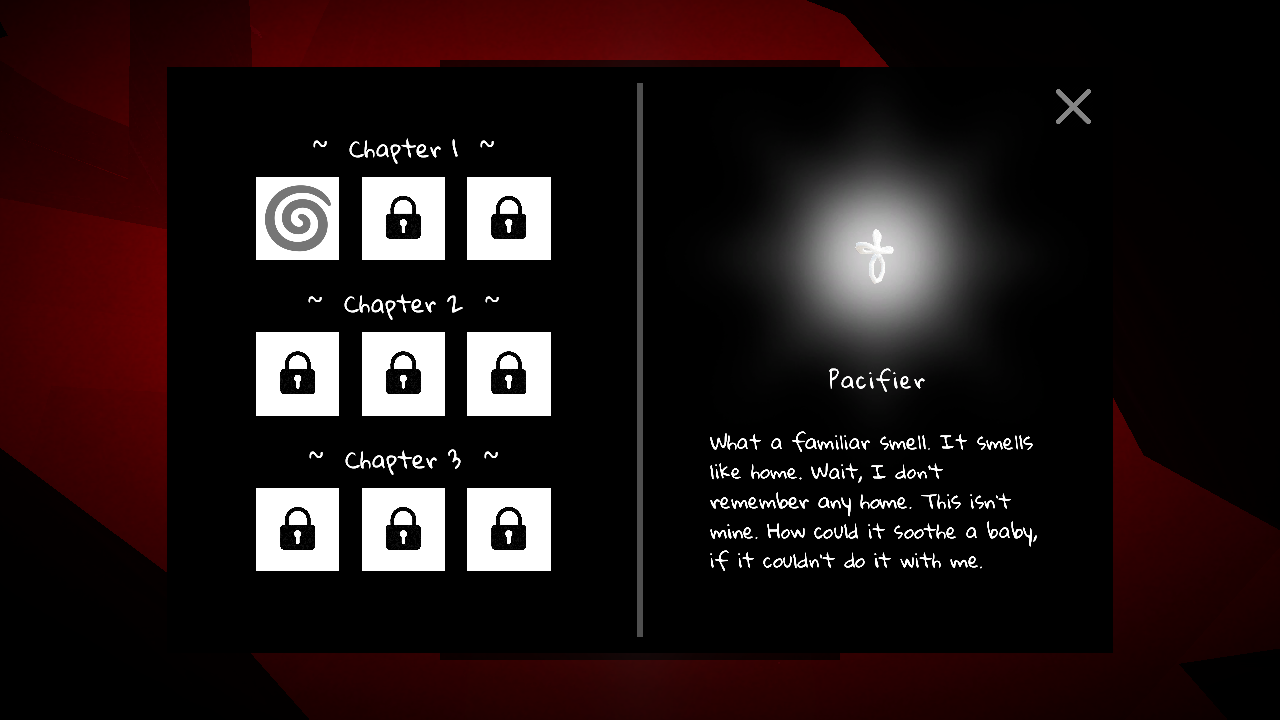 ~ Chapter 1 ~
~ Chapter 2 ~
~ Chapter 3 ~
Pacifier
What a familiar smell. It smells
like home. Wait, I don't
remember any home. This isn't
mine. How could it soothe a baby,
if it couldn't do it with me.